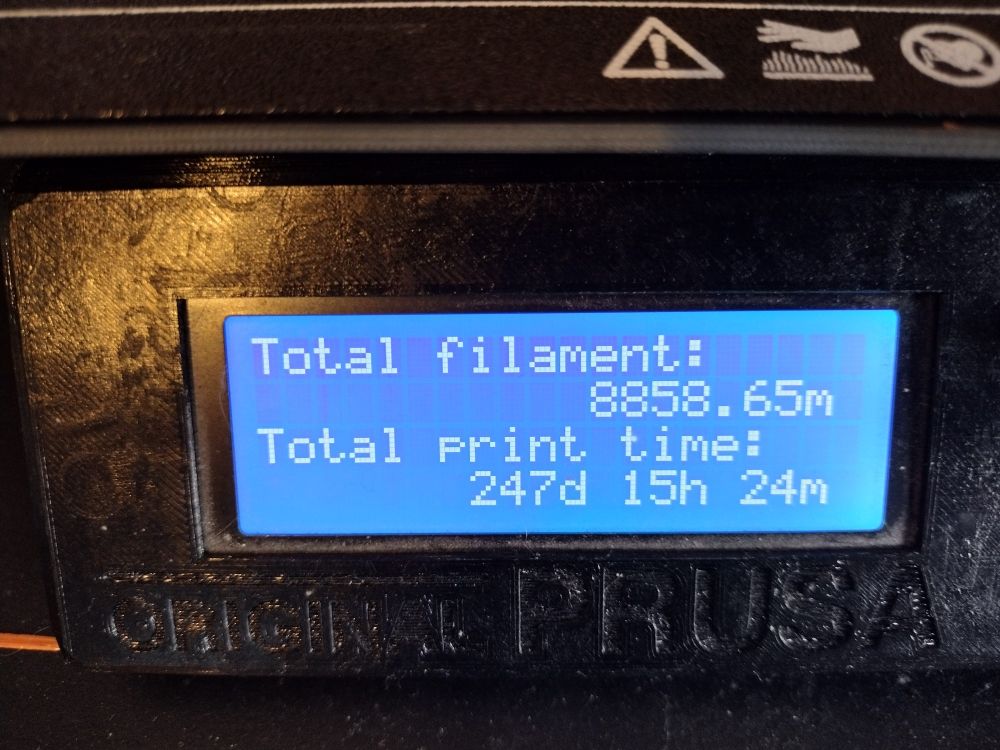 Total filament:
8858.65m
Total print time:
247d 15h 24m
ORIGINAL PRUSA